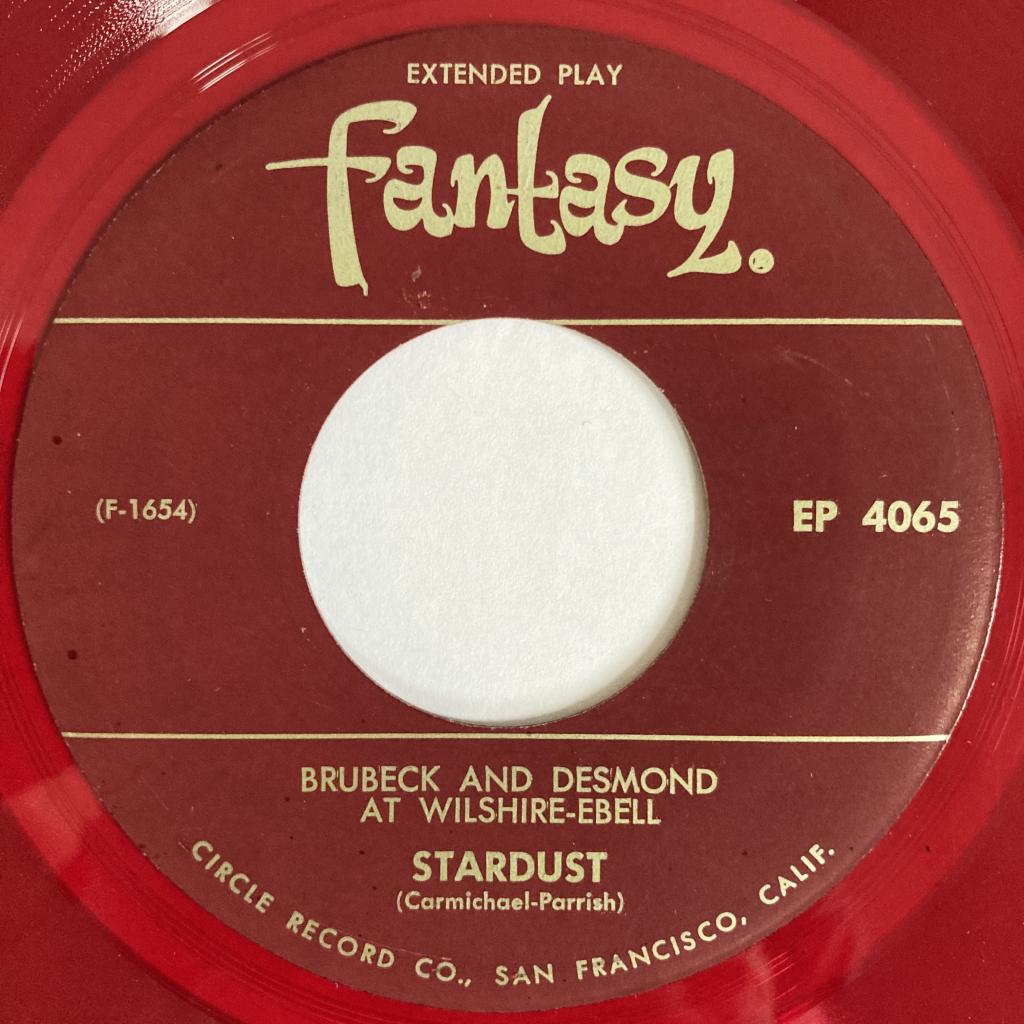 EXTENDED PLAY
fantasy.
(F-1654)
EP 4065
BRUBECK AND DESMOND
AT WILSHIRE-EBELL
STARDUST
(Carmichael-Parrish)
CIRCLE RECORD CO., SAN FRANCISCO, CALIF.